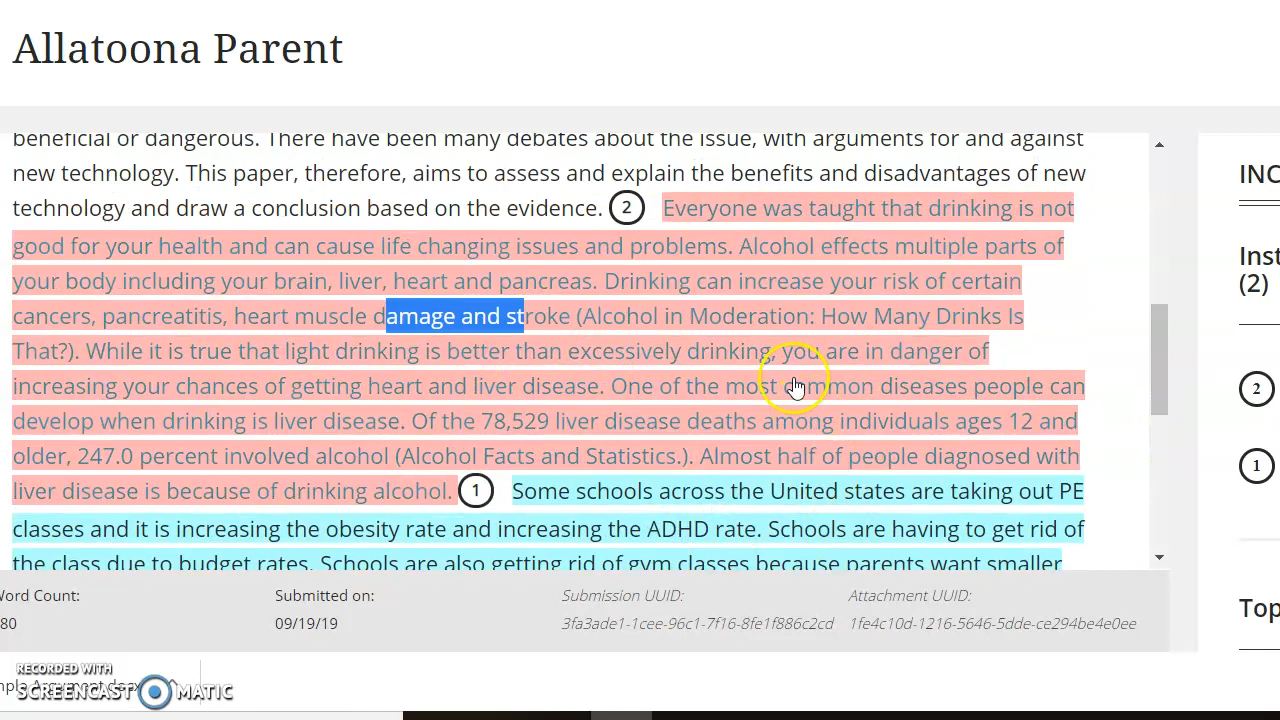 Allatoona Parent
beneficial or dangerous. There have been many debates about the issue, with arguments for and against
new technology. This paper, therefore, aims to assess and explain the benefits and disadvantages of new
technology and draw a conclusion based on the evidence. 2 Everyone was taught that drinking is not
good for your health and can cause life changing issues and problems. Alcohol effects multiple parts of
your body including your brain, liver, heart and pancreas. Drinking can increase your risk of certain
cancers, pancreatitis, heart muscle damage and stroke (Alcohol in Moderation: How Many Drinks Is
That?). While it is true that light drinking is better than excessively drinking, you are in danger of
increasing your chances of getting heart and liver disease. One of the most common diseases people can
develop when drinking is liver disease. Of the 78,529 liver disease deaths among individuals ages 12 and
older, 247.0 percent involved alcohol (Alcohol Facts and Statistics.). Almost half of people diagnosed with
liver disease is because of drinking alcohol. 1 Some schools across the United states are taking out PE
classes and it is increasing the obesity rate and increasing the ADHD rate. Schools are having to get rid of
the class due to budget rates. Schools are also getting rid of gym classes because parents want smaller
INC
Inst
(2)
2
1
Top
Word Count: Submitted on: Submission UUID: Attachment UUID:
80 09/19/19 3fa3ade1-1cee-96c1-7f16-8fe1f886c2cd 1fe4c10d-1216-5646-5dde-ce294be4e0ee
RECORDED WITH
SCREENCAST MATIC